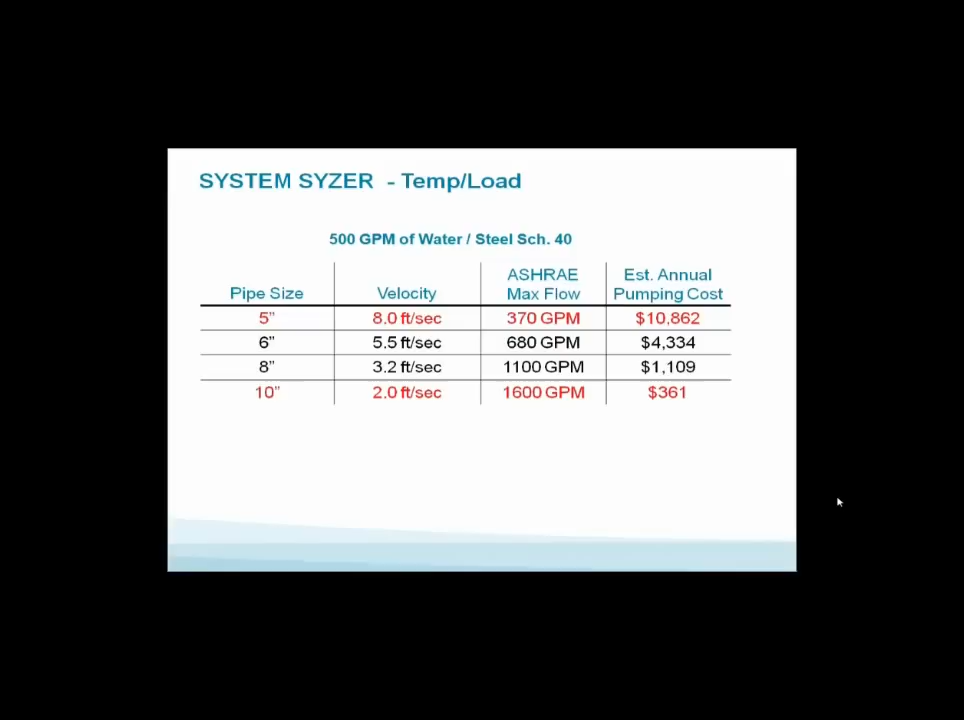 SYSTEM SYZER - Temp/Load
500 GPM of Water / Steel Sch. 40
Pipe Size Velocity ASHRAE Max Flow Est. Annual Pumping Cost
5" 8.0 ft/sec 370 GPM $10,862
6" 5.5 ft/sec 680 GPM $4,334
8" 3.2 ft/sec 1100 GPM $1,109
10" 2.0 ft/sec 1600 GPM $361